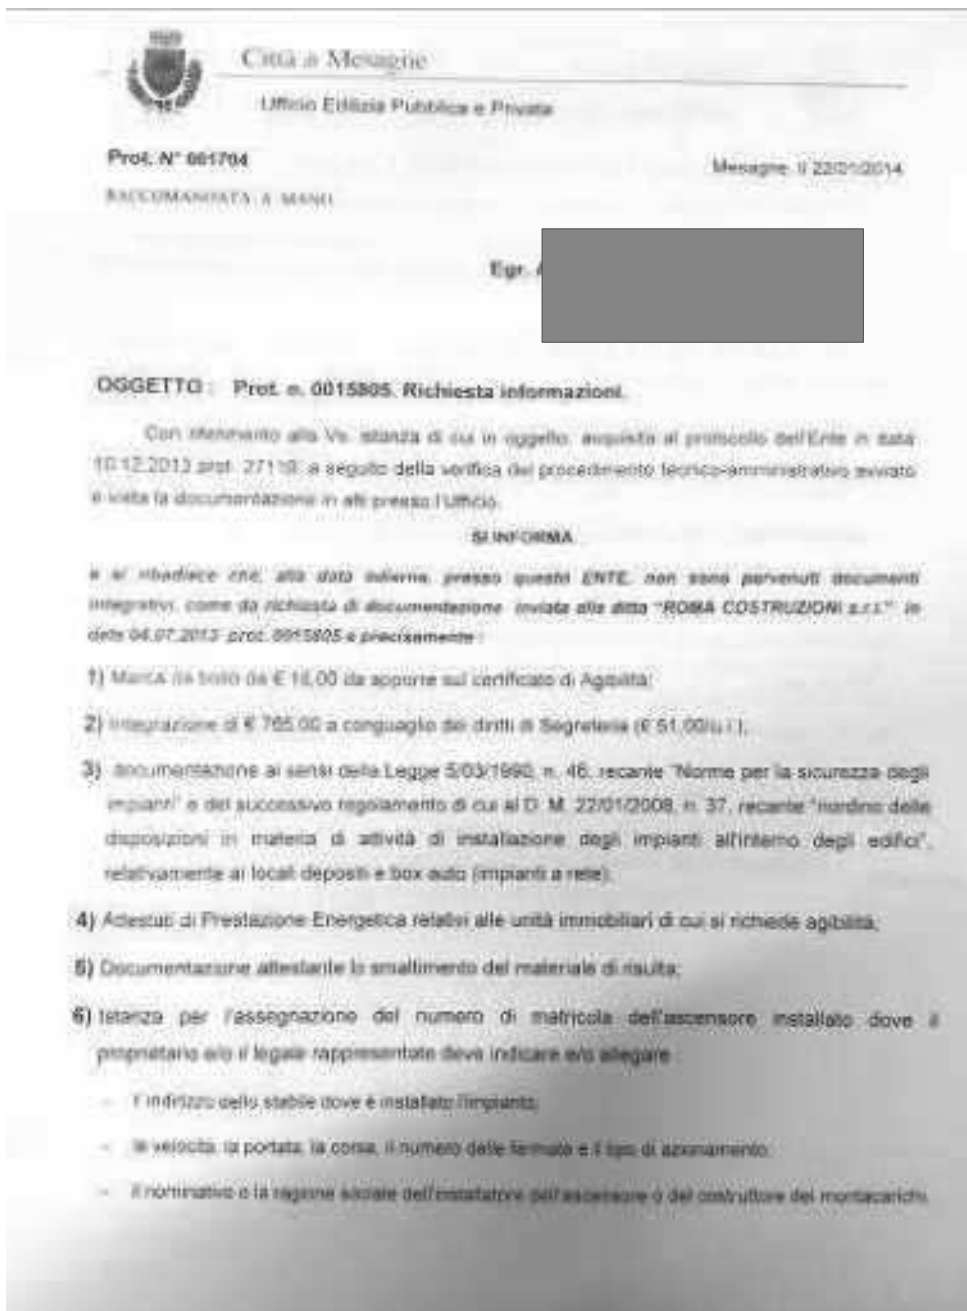 Città di Mesagne
Ufficio Edilizia Pubblica e Privata
Prot. N° 001704
Mesagne, li 22/01/2014
RACCOMANDATA A MANO
Egr.
OGGETTO : Prot. n. 0015805. Richiesta informazioni.
Con riferimento alla Vs. istanza di cui in oggetto, acquisita al protocollo dell'Ente in data
10.12.2013 prot. 27119, a seguito della verifica del procedimento tecnico-amministrativo avviato
e vista la documentazione in atti presso l'Ufficio.
SI INFORMA
e si ribadisce che, alla data odierna, presso questo ENTE, non sono pervenuti documenti
integrativi, come da richiesta di documentazione inviata alla ditta "ROMA COSTRUZIONI s.r.l." in
data 04.07.2013 prot. 0015805 e precisamente :
1) Marca da bollo da € 16,00 da apporre sul certificato di Agibilità;
2) Integrazione di € 765,00 a conguaglio dei diritti di Segreteria (€ 51,00/u.i.);
3) documentazione ai sensi della Legge 5/03/1990, n. 46, recante "Norme per la sicurezza degli
impianti" e del successivo regolamento di cui al D. M. 22/01/2008, n. 37, recante "riordino delle
disposizioni in materia di attività di installazione degli impianti all'interno degli edifici",
relativamente ai locali depositi e box auto (impianti a rete);
4) Attestati di Prestazione Energetica relativi alle unità immobiliari di cui si richiede agibilità;
5) Documentazione attestante lo smaltimento del materiale di risulta;
6) Istanza per l'assegnazione del numero di matricola dell'ascensore installato dove il
proprietario e/o il legale rappresentate deve indicare e/o allegare :
- l'indirizzo dello stabile dove è installato l'impianto;
- la velocità, la portata, la corsa, il numero delle fermate e il tipo di azionamento;
- il nominativo o la ragione sociale dell'installatore dell'ascensore o del costruttore del montacarichi